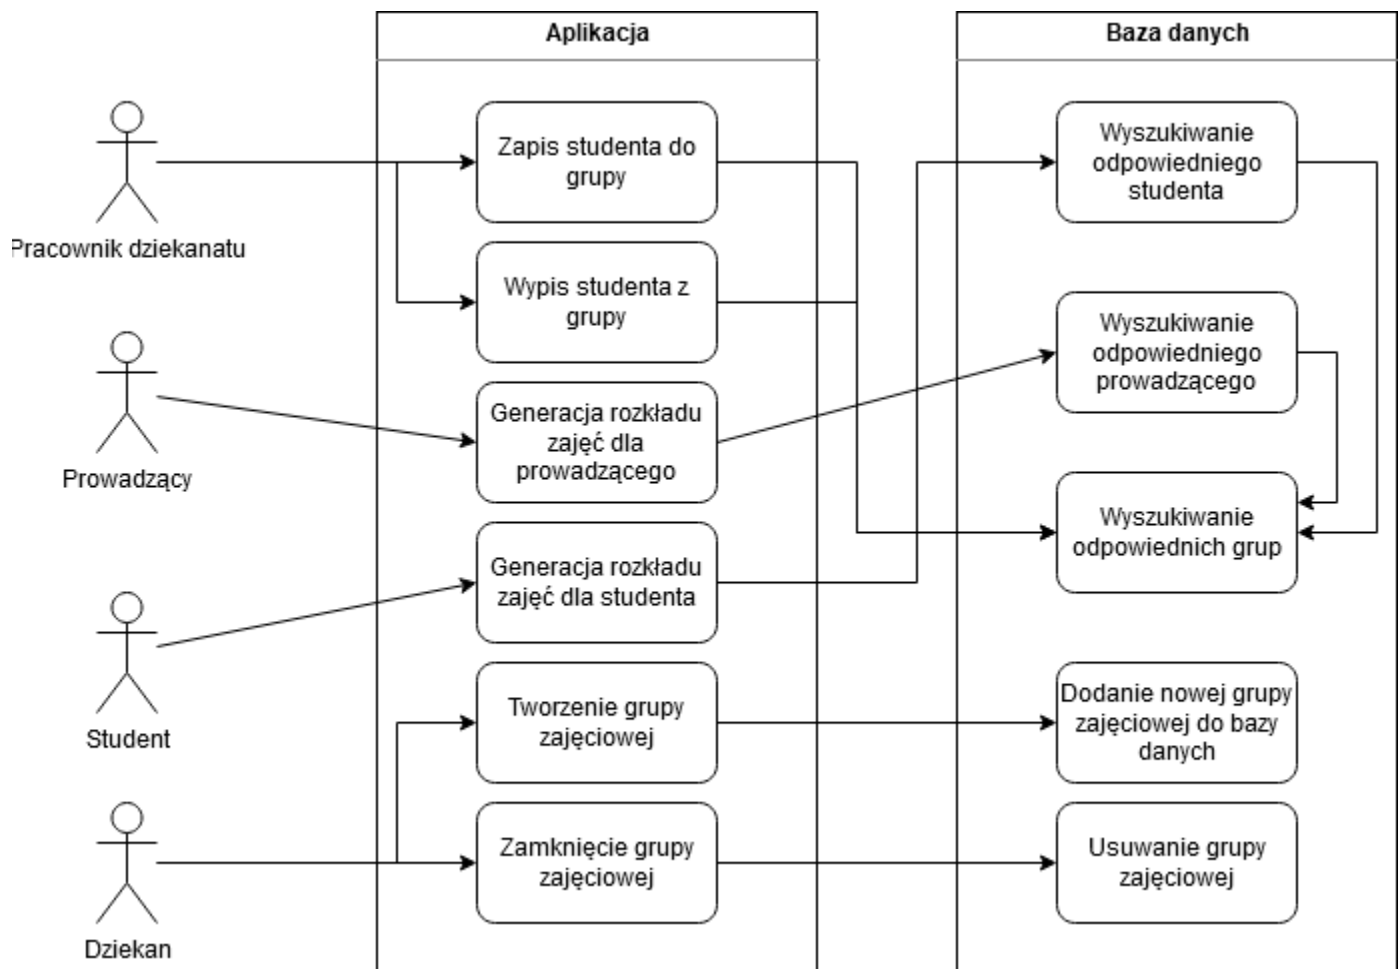 Aplikacja
Baza danych
Pracownik dziekanatu
Prowadzący
Student
Dziekan
Zapis studenta do
grupy
Wypis studenta z
grupy
Generacja rozkładu
zajęć dla
prowadzącego
Generacja rozkładu
zajęć dla studenta
Tworzenie grupy
zajęciowej
Zamknięcie grupy
zajęciowej
Wyszukiwanie
odpowiedniego
studenta
Wyszukiwanie
odpowiedniego
prowadzącego
Wyszukiwanie
odpowiednich grup
Dodanie nowej grupy
zajęciowej do bazy
danych
Usuwanie grupy
zajęciowej